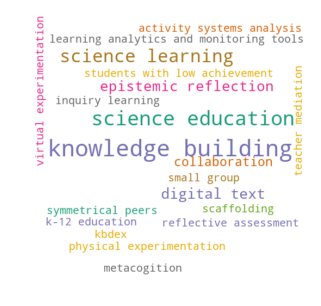 activity systems analysis
learning analytics and monitoring tools
science learning
students with low achievement
epistemic reflection
inquiry learning
virtual experimentation
teacher mediation
science education
knowledge building
collaboration
small group
digital text
symmetrical peers
scaffolding
k-12 education
reflective assessment
kbdex
physical experimentation
metacogition